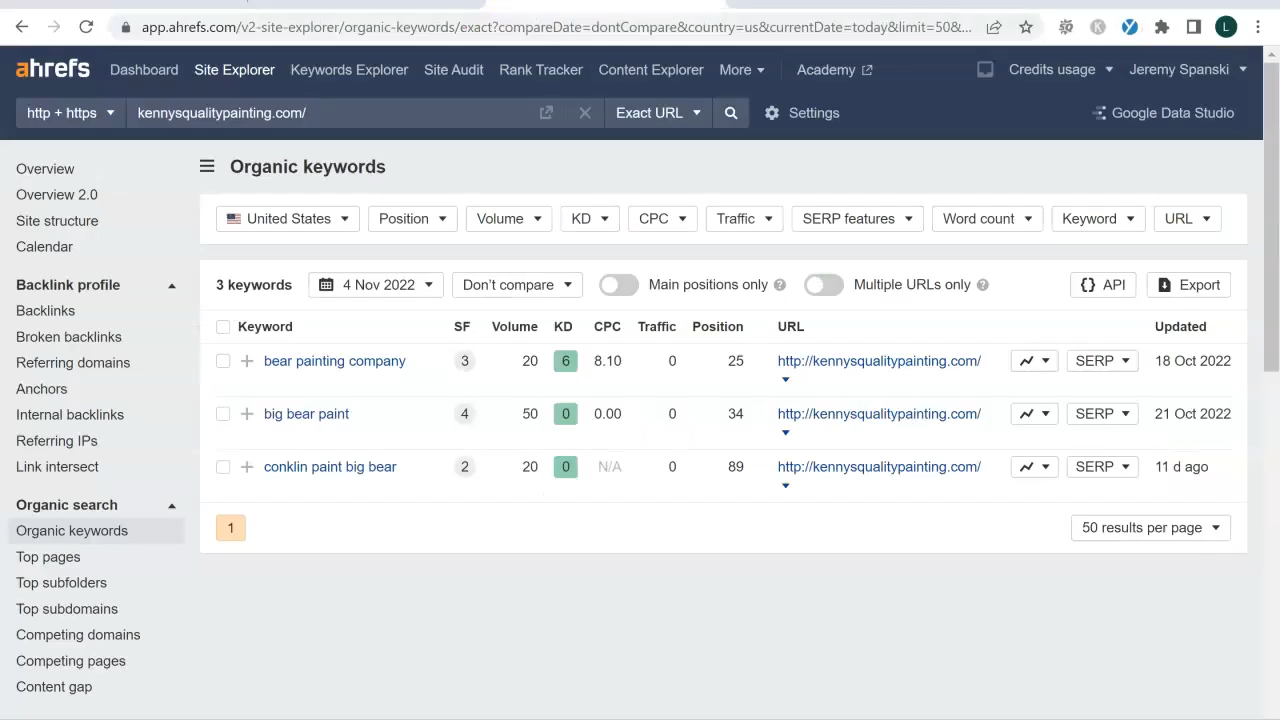 app.ahrefs.com/v2-site-explorer/organic-keywords/exact?compareDate=dontCompare&country=us&currentDate=today&limit=50&...
K
L
ahrefs Dashboard Site Explorer Keywords Explorer Site Audit Rank Tracker Content Explorer More Academy Credits usage Jeremy Spanski
http + https kennysqualitypainting.com/ Exact URL Settings Google Data Studio
Overview
Overview 2.0
Site structure
Calendar
Backlink profile
Backlinks
Broken backlinks
Referring domains
Anchors
Internal backlinks
Referring IPs
Link intersect
Organic search
Organic keywords
Top pages
Top subfolders
Top subdomains
Competing domains
Competing pages
Content gap
Organic keywords
United States Position Volume KD CPC Traffic SERP features Word count Keyword URL
3 keywords 4 Nov 2022 Don't compare Main positions only ? Multiple URLs only ? {} API Export
Keyword SF Volume KD CPC Traffic Position URL Updated
bear painting company 3 20 6 8.10 0 25 http://kennysqualitypainting.com/ SERP 18 Oct 2022
big bear paint 4 50 0 0.00 0 34 http://kennysqualitypainting.com/ SERP 21 Oct 2022
conklin paint big bear 2 20 0 N/A 0 89 http://kennysqualitypainting.com/ SERP 11 d ago
1 50 results per page